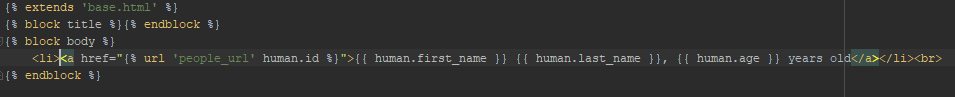 {% extends 'base.html' %}
{% block title %}{% endblock %}
{% block body %}
    <li><a href="{% url 'people_url' human.id %}">{{ human.first_name }} {{ human.last_name }}, {{ human.age }} years old</a></li><br>
{% endblock %}